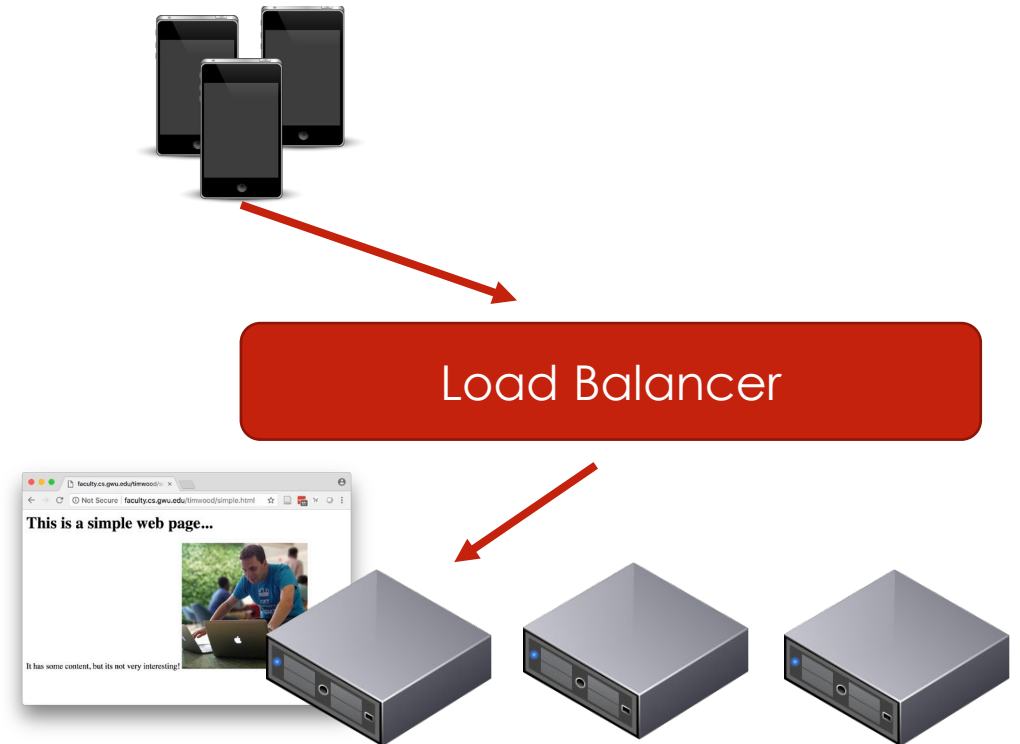 Load Balancer
faculty.cs.gwu.edu/timwood/s
Not Secure faculty.cs.gwu.edu/timwood/simple.html
This is a simple web page...
It has some content, but its not very interesting!